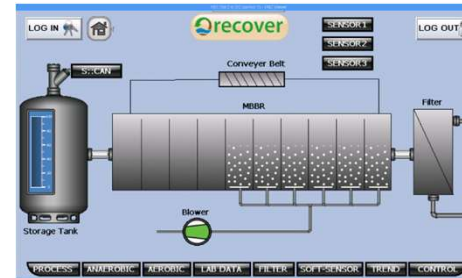 LOG IN
recover
SENSOR1
SENSOR2
SENSOR3
LOG OUT
S::CAN
Conveyer Belt
MBBR
Filter
Blower
Storage Tank
PROCESS
ANAEROBIC
AEROBIC
LAB DATA
FILTER
SOFT-SENSOR
TREND
CONTROL